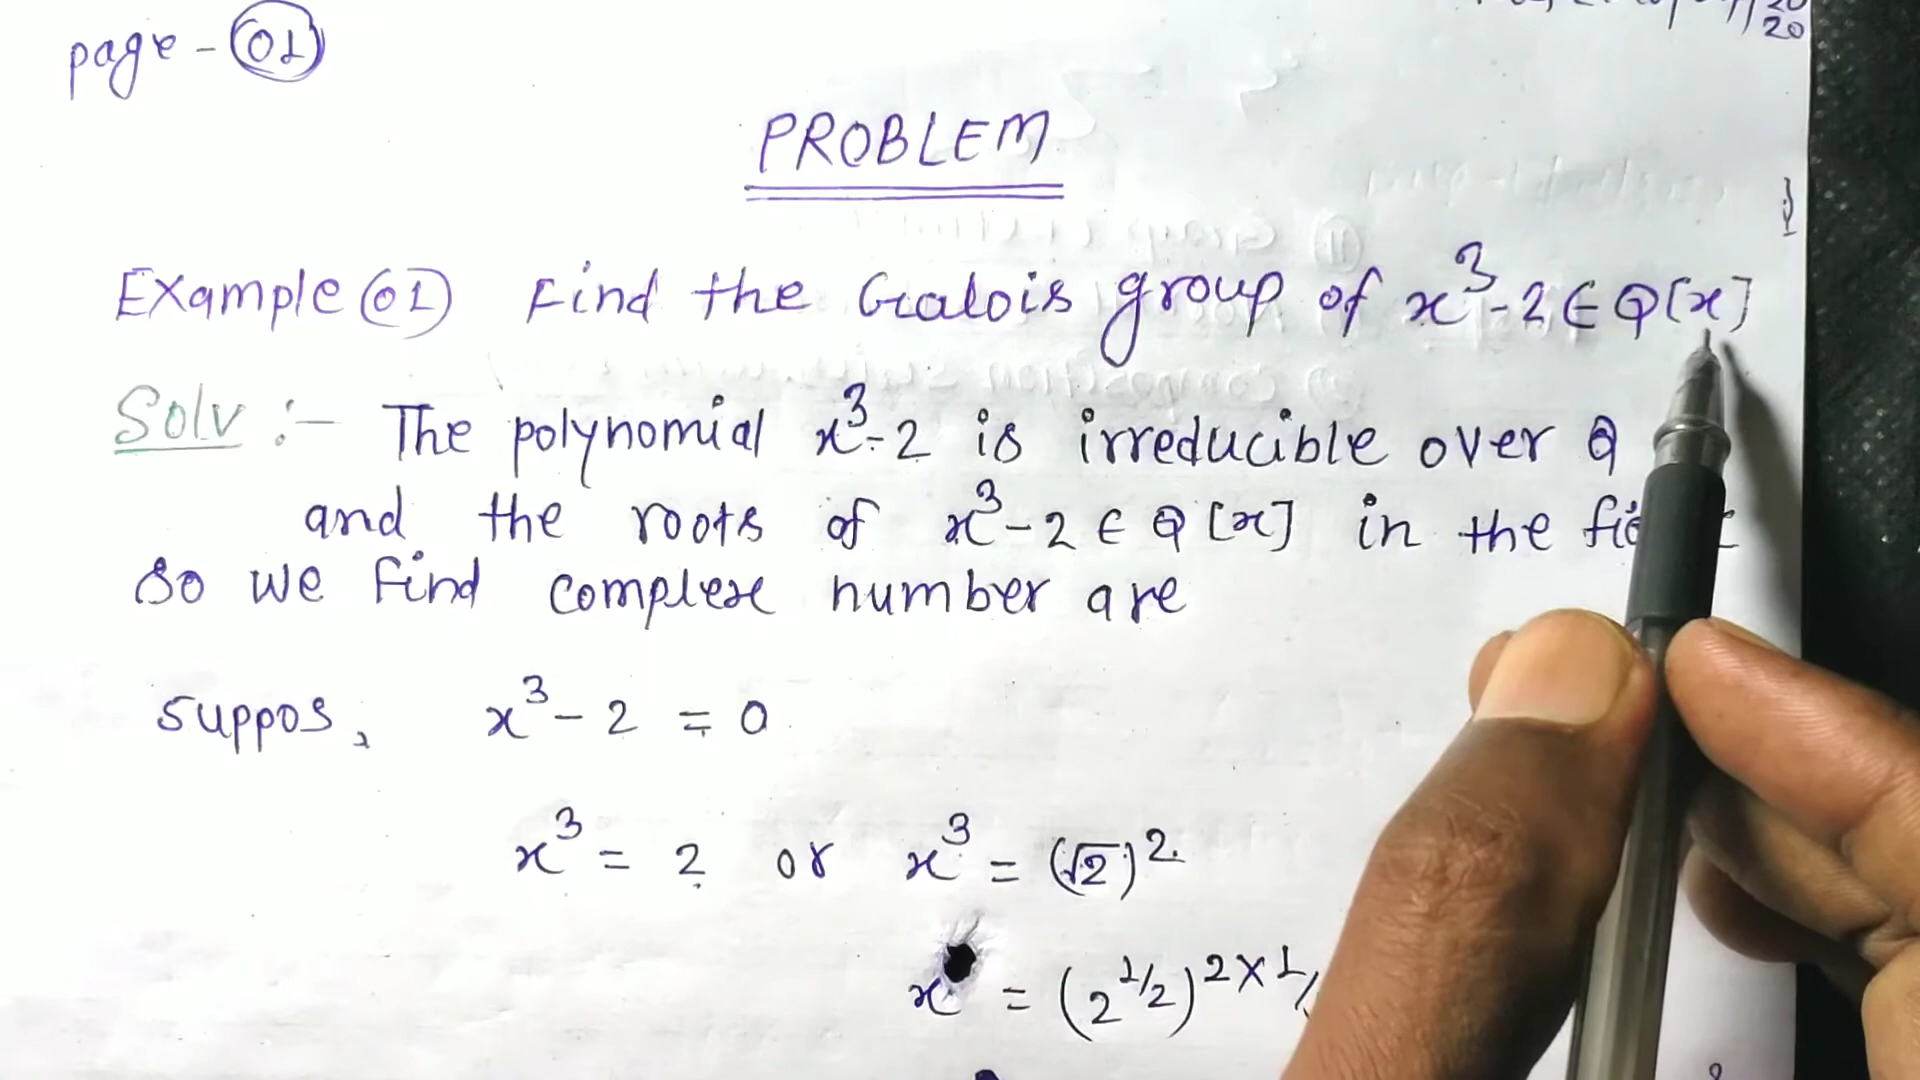 page - 01
20
20
PROBLEM
Example 01 Find the Galois group of x³-2 ∈ Q[x]
Solv :- The polynomial x³-2 is irreducible over Q
and the roots of x³-2 ∈ Q[x] in the
So we find complex number are
suppos, x³-2 = 0
x³ = 2 or x³ = (√2)².
x = (2^1/2)^2×1/